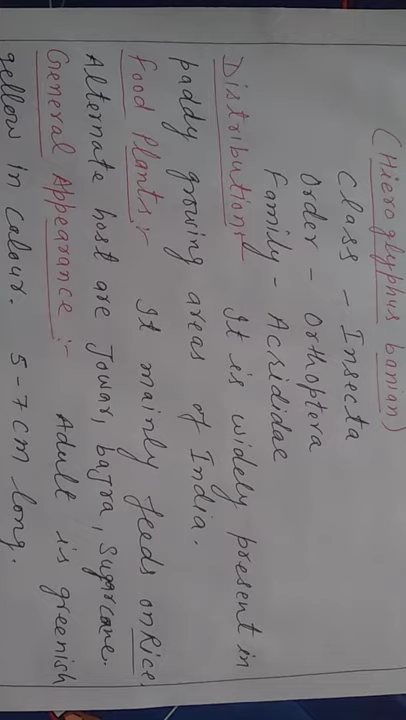 (Hieroglyphus banian)
Class - Insecta
Order - Orthoptera
Family - Acrididae
Distribution:- It is widely present in
paddy growing areas of India.
Food Plants:- It mainly feeds on Rice.
Alternate host are Jowar, bajra, Sugarcane.
General Appearance :- Adult is greenish
yellow in colour. 5-7 cm long.